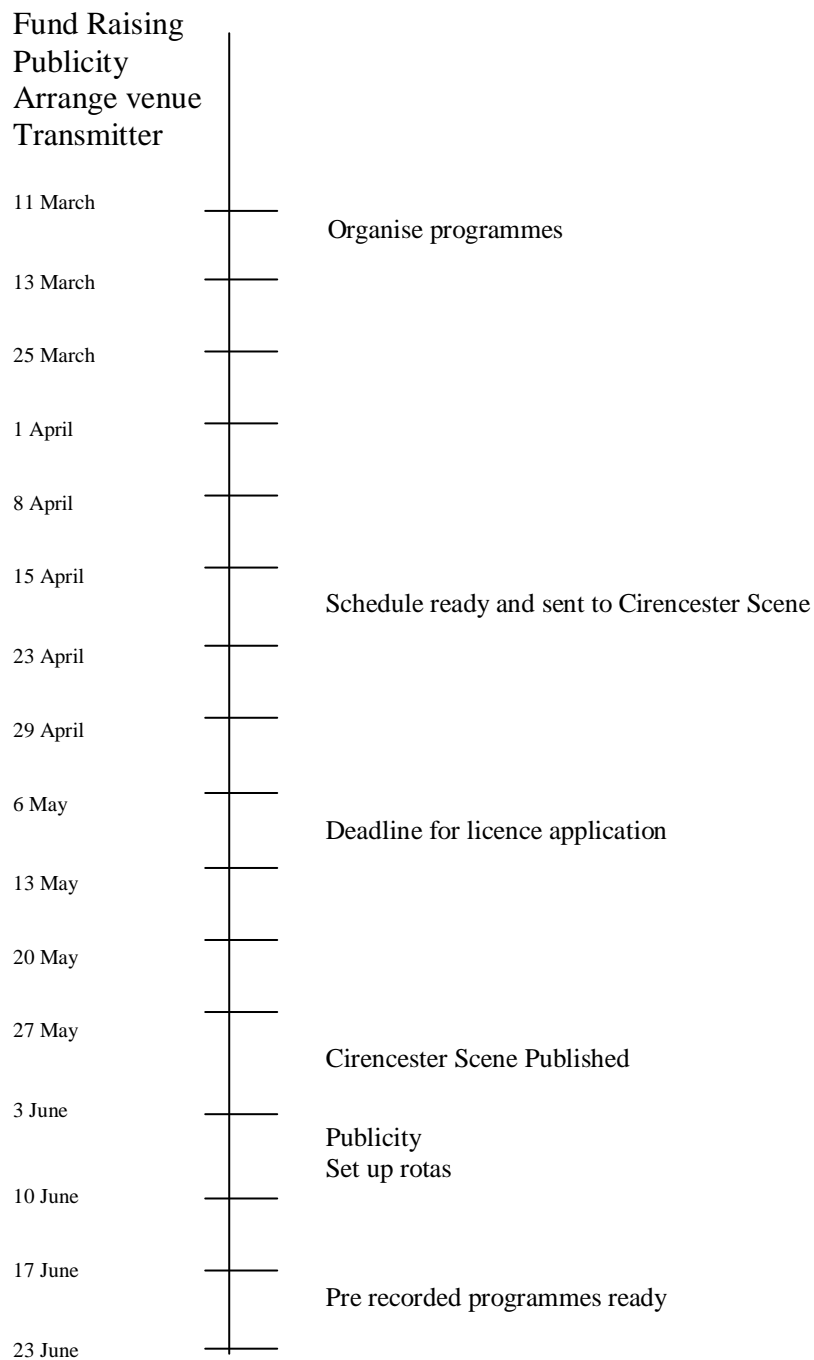 Fund Raising
Publicity
Arrange venue
Transmitter
11 March
Organise programmes
13 March
25 March
1 April
8 April
15 April
Schedule ready and sent to Cirencester Scene
23 April
29 April
6 May
Deadline for licence application
13 May
20 May
27 May
Cirencester Scene Published
3 June
Publicity
Set up rotas
10 June
17 June
Pre recorded programmes ready
23 June